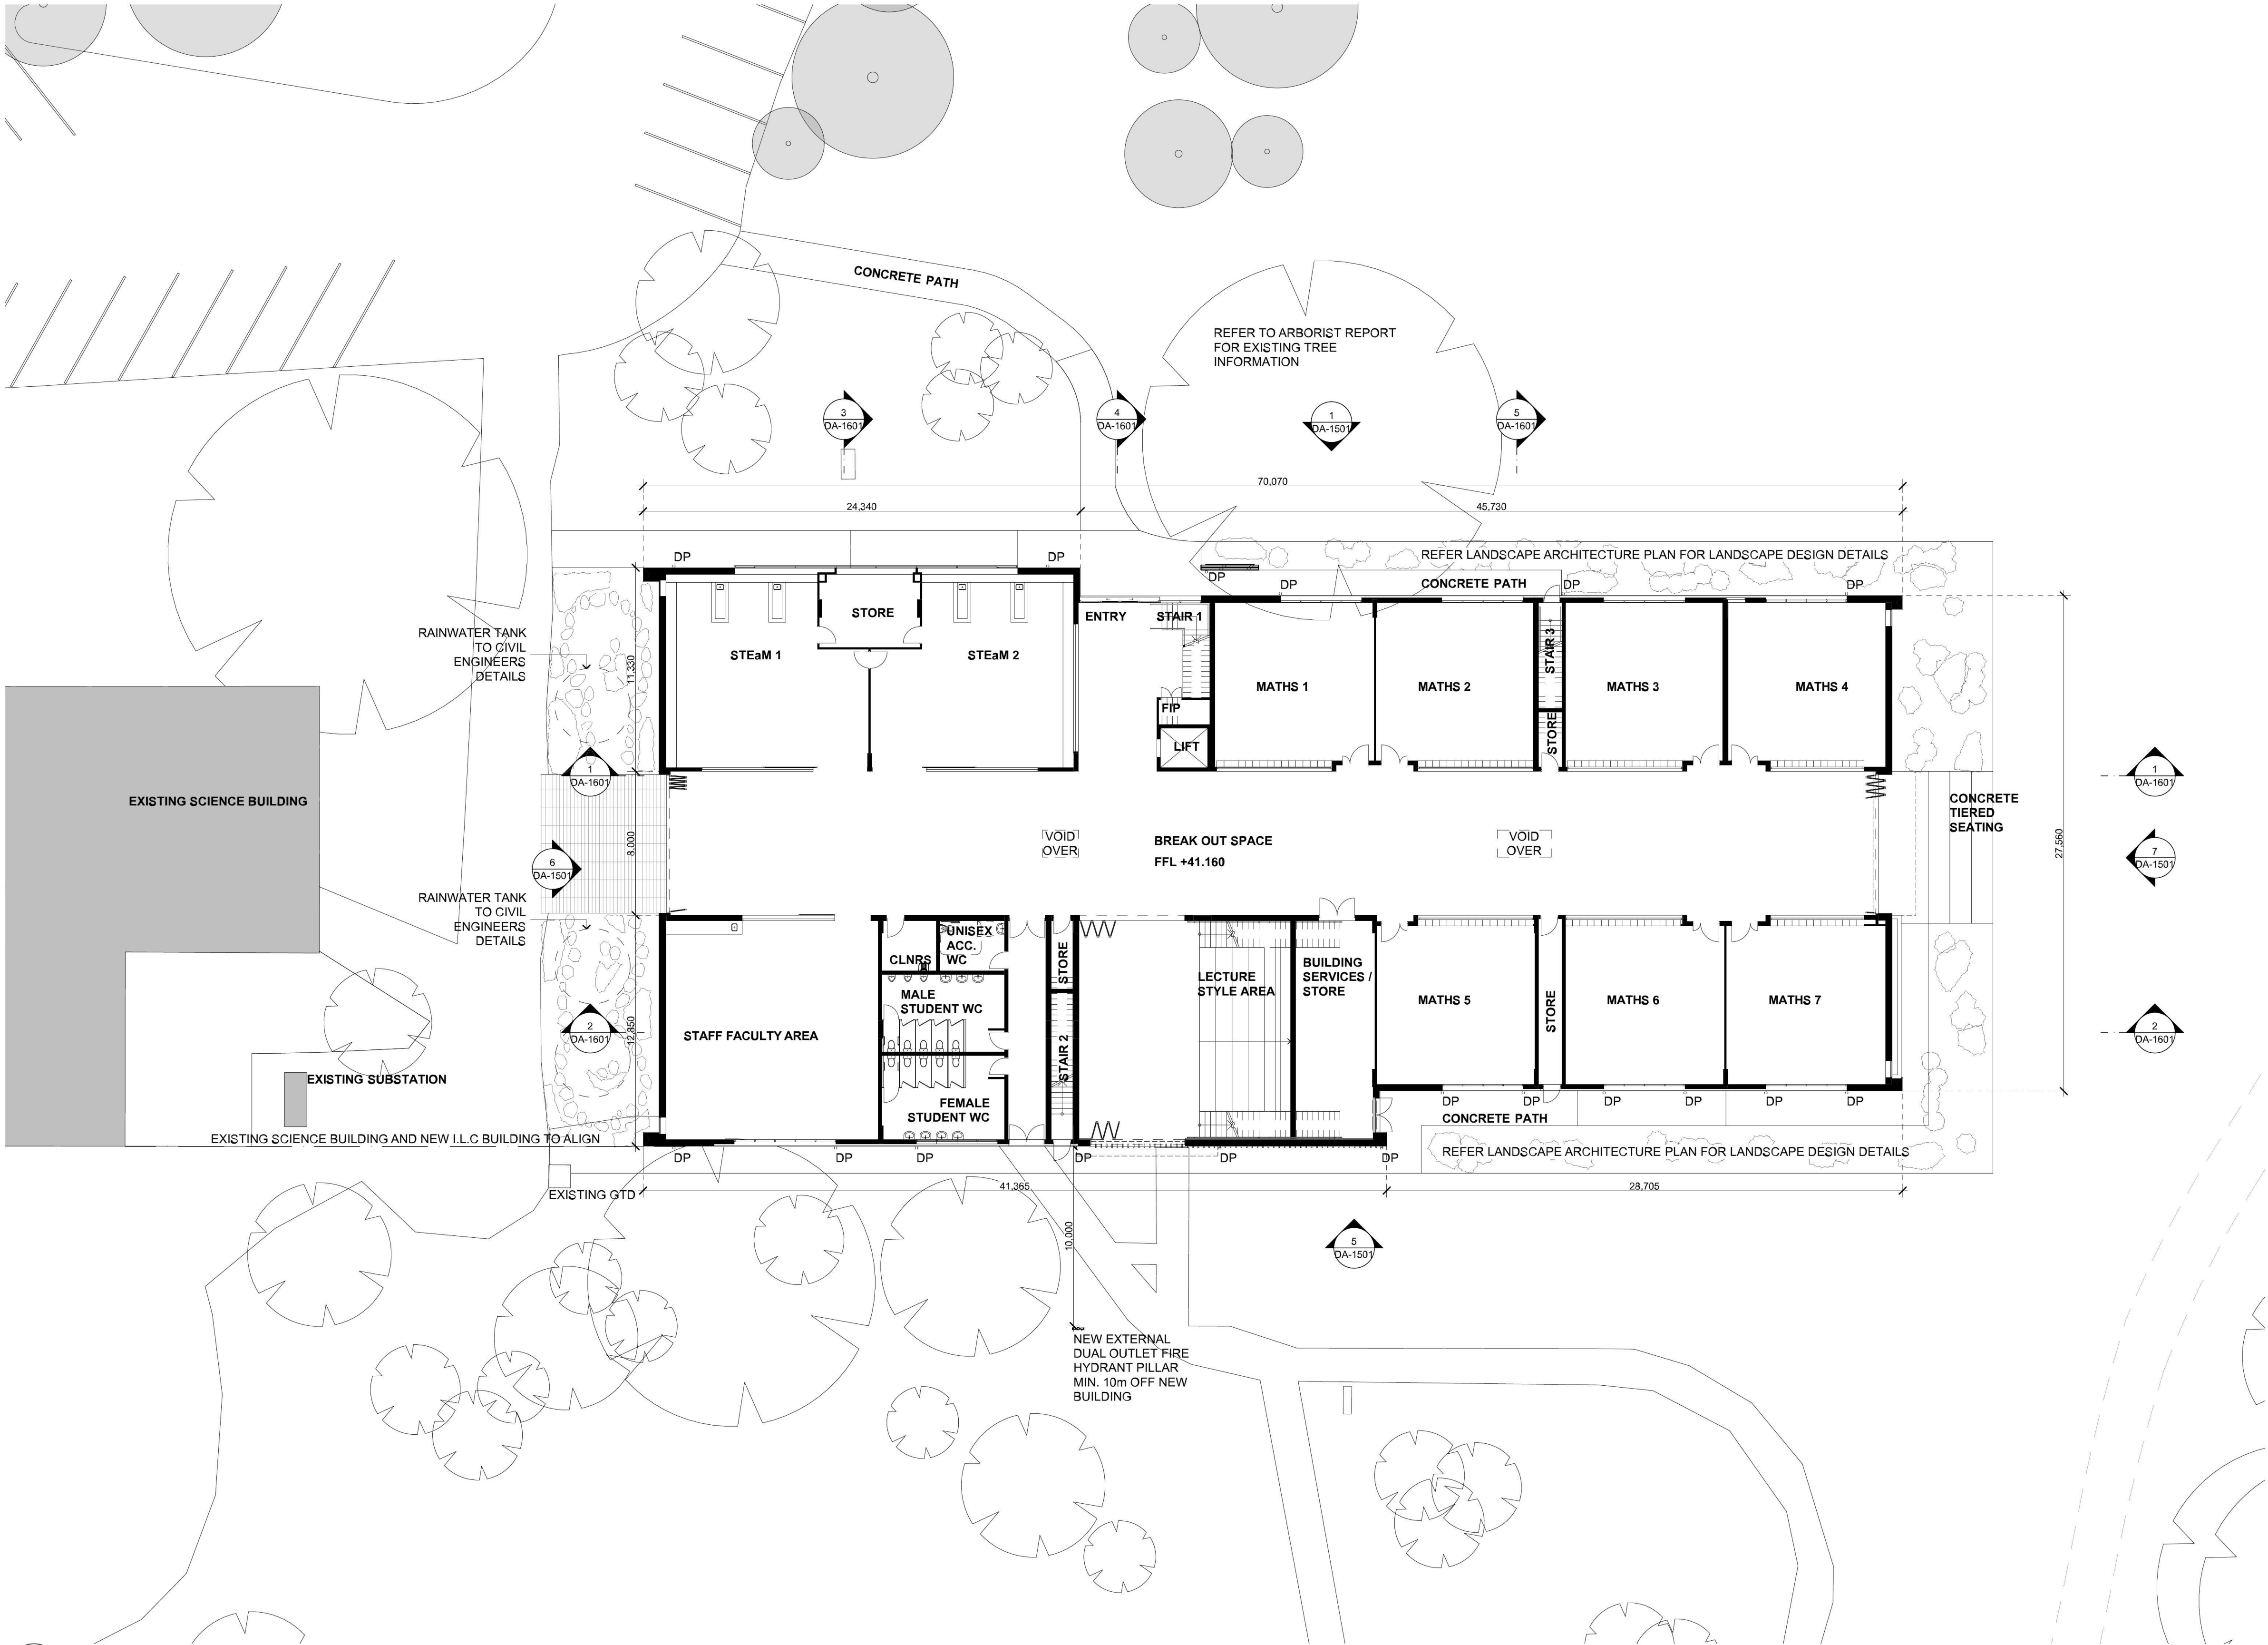 CONCRETE PATH
REFER TO ARBORIST REPORT
FOR EXISTING TREE
INFORMATION
3
DA-1601
4
DA-1601
1
DA-1501
5
DA-1601
70,070
24,340
45,730
DP
DP
REFER LANDSCAPE ARCHITECTURE PLAN FOR LANDSCAPE DESIGN DETAILS
DP
DP
CONCRETE PATH
DP
DP
STORE
ENTRY
STAIR 1
RAINWATER TANK
TO CIVIL
ENGINEERS
DETAILS
11,330
STEaM 1
STEaM 2
STAIR 3
MATHS 1
MATHS 2
MATHS 3
MATHS 4
FIP
STORE
LIFT
1
DA-1601
1
DA-1601
EXISTING SCIENCE BUILDING
CONCRETE
TIERED
SEATING
8,000
VOID
OVER
BREAK OUT SPACE
FFL +41.160
VOID
OVER
27,560
6
DA-1501
7
DA-1501
RAINWATER TANK
TO CIVIL
ENGINEERS
DETAILS
CLNRS
UNISEX
ACC.
WC
STORE
LECTURE
STYLE AREA
BUILDING
SERVICES /
STORE
MALE
STUDENT WC
MATHS 5
STORE
MATHS 6
MATHS 7
2
DA-1601
12,850
STAFF FACULTY AREA
STAIR 2
2
DA-1601
EXISTING SUBSTATION
FEMALE
STUDENT WC
DP
DP
DP
DP
DP
DP
CONCRETE PATH
EXISTING SCIENCE BUILDING AND NEW I.L.C BUILDING TO ALIGN
REFER LANDSCAPE ARCHITECTURE PLAN FOR LANDSCAPE DESIGN DETAILS
DP
DP
DP
DP
DP
DP
EXISTING GTD
41,365
28,705
10,000
5
DA-1501
NEW EXTERNAL
DUAL OUTLET FIRE
HYDRANT PILLAR
MIN. 10m OFF NEW
BUILDING